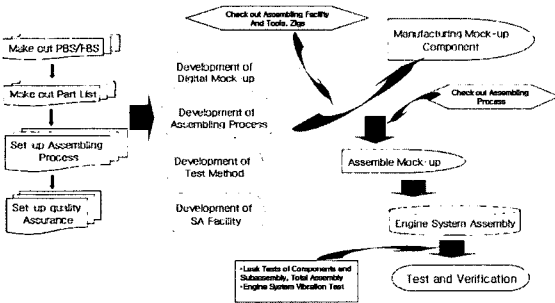 Make out PBS/FBS
Make out Part List
Set up Assembling
Process
Set up quality
Assurance
Development of
Digital Mock-up
Development of
Assembling Process
Development of
Test Method
Development of
SA Facility
Check out Assembling Facility
And Tools, Zigs
Manufacturing Mock-up
Component
Check out Assembling
Process
Assemble Mock-up
Engine System Assembly
• Leak Tests of Components and
Subassembly, Total Assembly
• Engine System Vibration Test
Test and Verification